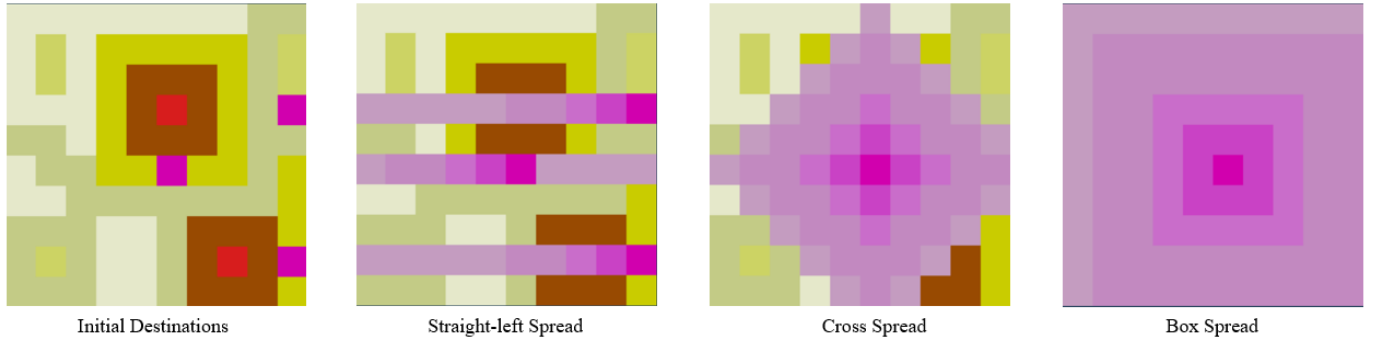 Initial Destinations
Straight-left Spread
Cross Spread
Box Spread